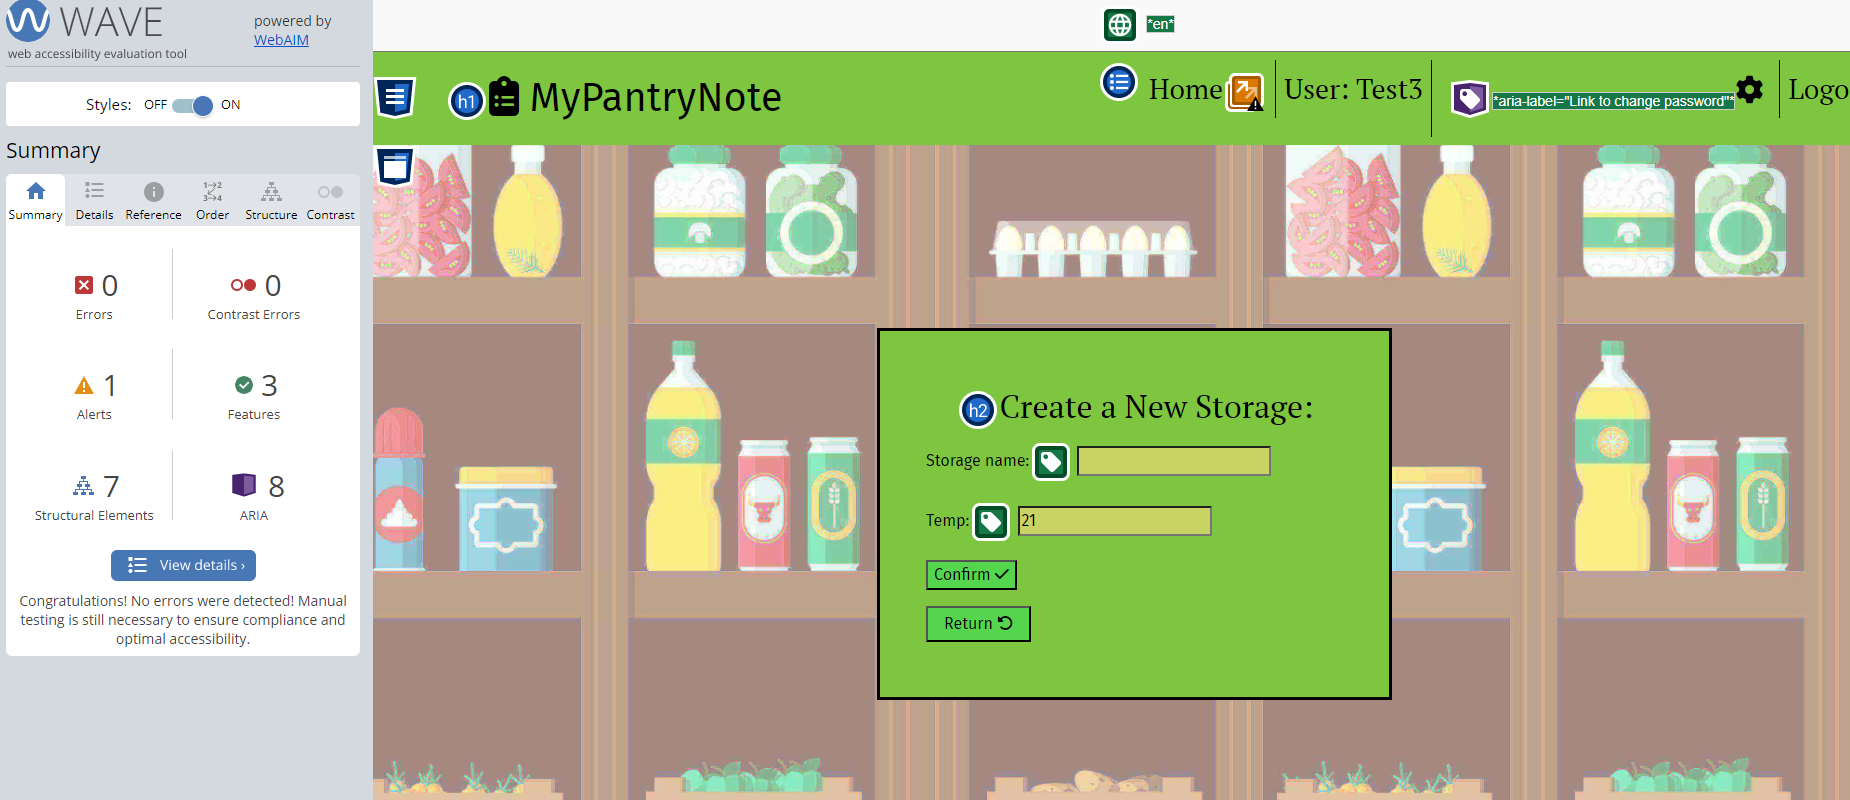 WAVE
web accessibility evaluation tool
powered by
WebAIM
Styles: OFF ON
Summary
Summary
Details
Reference
Order
Structure
Contrast
0
Errors
0
Contrast Errors
1
Alerts
3
Features
7
Structural Elements
8
ARIA
View details ›
Congratulations! No errors were detected! Manual
testing is still necessary to ensure compliance and
optimal accessibility.
*en*
h1 MyPantryNote
Home
User: Test3
*aria-label="Link to change password"*
Logo
h2 Create a New Storage:
Storage name:
Temp: 21
Confirm
Return